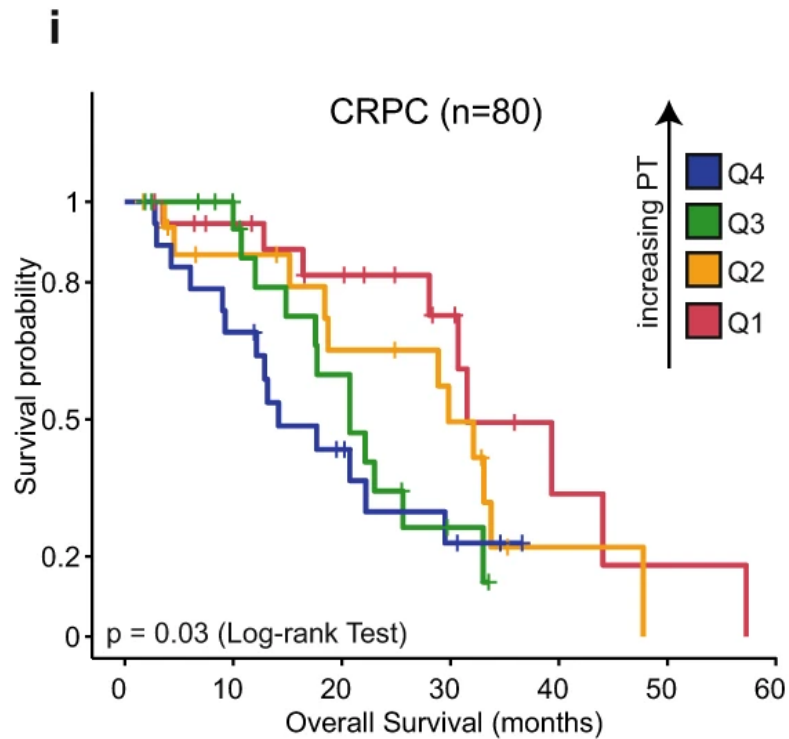 i
CRPC (n=80)
increasing PT
Q4
Q3
Q2
Q1
Survival probability
1
0.8
0.5
0.2
0
p = 0.03 (Log-rank Test)
0 10 20 30 40 50 60
Overall Survival (months)